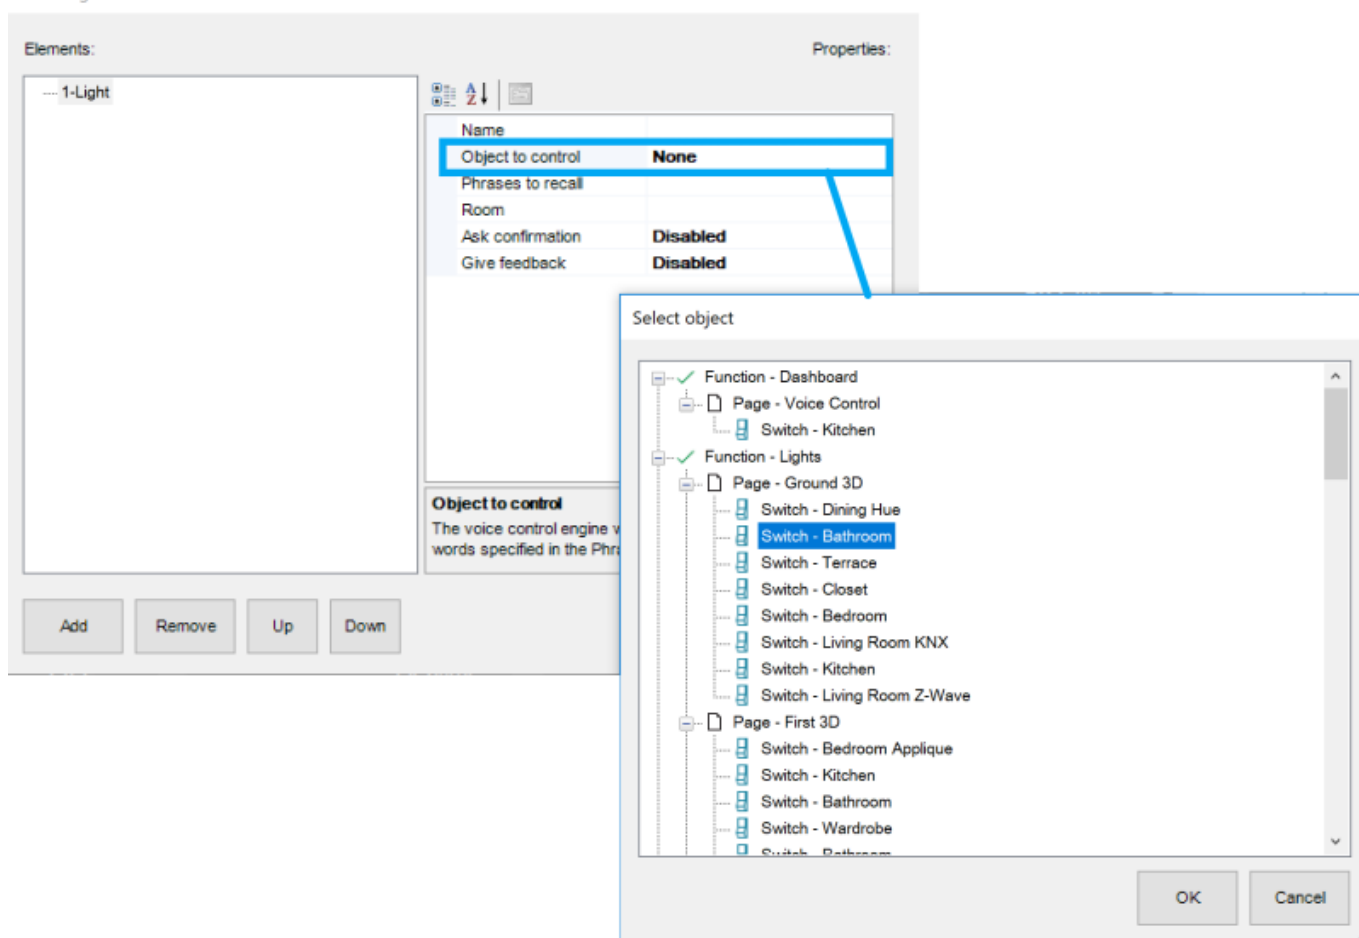 Elements:
Properties:
1-Light
Name
Object to control None
Phrases to recall
Room
Ask confirmation Disabled
Give feedback Disabled
Object to control
The voice control engine
words specified in the
Add Remove Up Down
Select object
Function - Dashboard
Page - Voice Control
Switch - Kitchen
Function - Lights
Page - Ground 3D
Switch - Dining Hue
Switch - Bathroom
Switch - Terrace
Switch - Closet
Switch - Bedroom
Switch - Living Room KNX
Switch - Kitchen
Switch - Living Room Z-Wave
Page - First 3D
Switch - Bedroom Applique
Switch - Kitchen
Switch - Bathroom
Switch - Wardrobe
Switch - Bathroom
OK Cancel